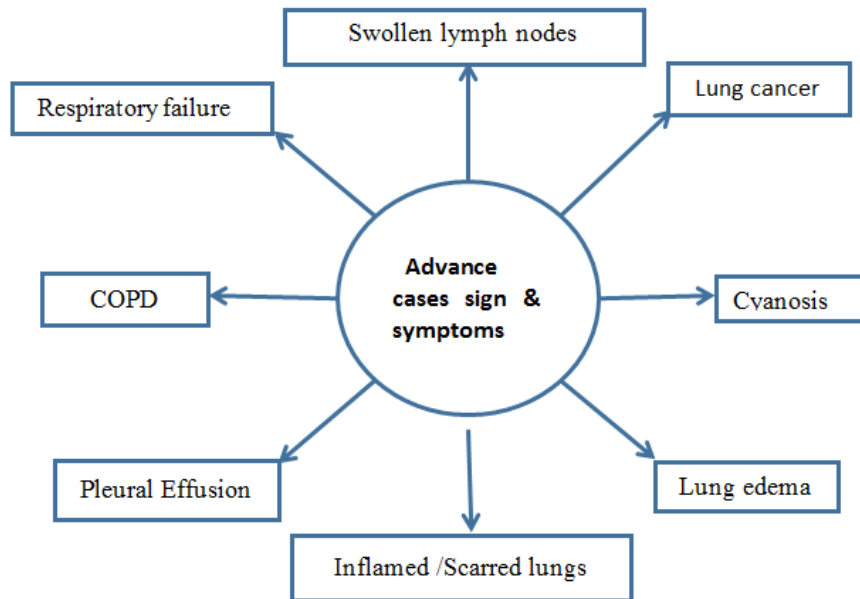 Swollen lymph nodes
Lung cancer
Respiratory failure
Advance
cases sign &
symptoms
COPD
Cyanosis
Pleural Effusion
Lung edema
Inflamed /Scarred lungs